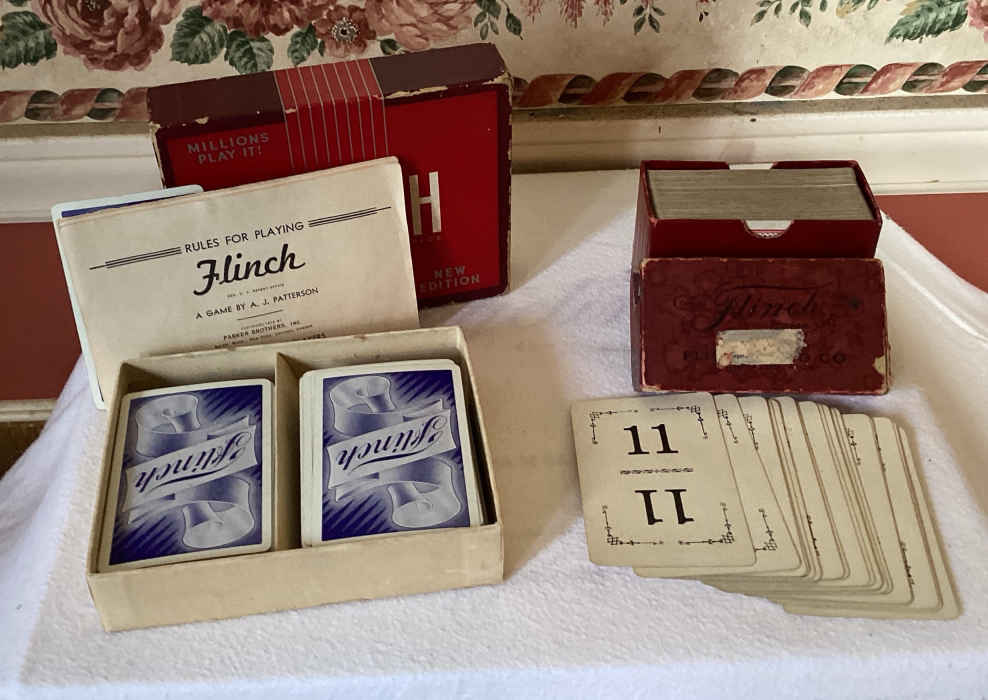 MILLIONS
PLAY IT!
H
NEW
EDITION
RULES FOR PLAYING
Flinch
A GAME BY A. J. PATTERSON
PARKER BROTHERS, INC.
Flinch
Flinch
Flinch
CO
11
11